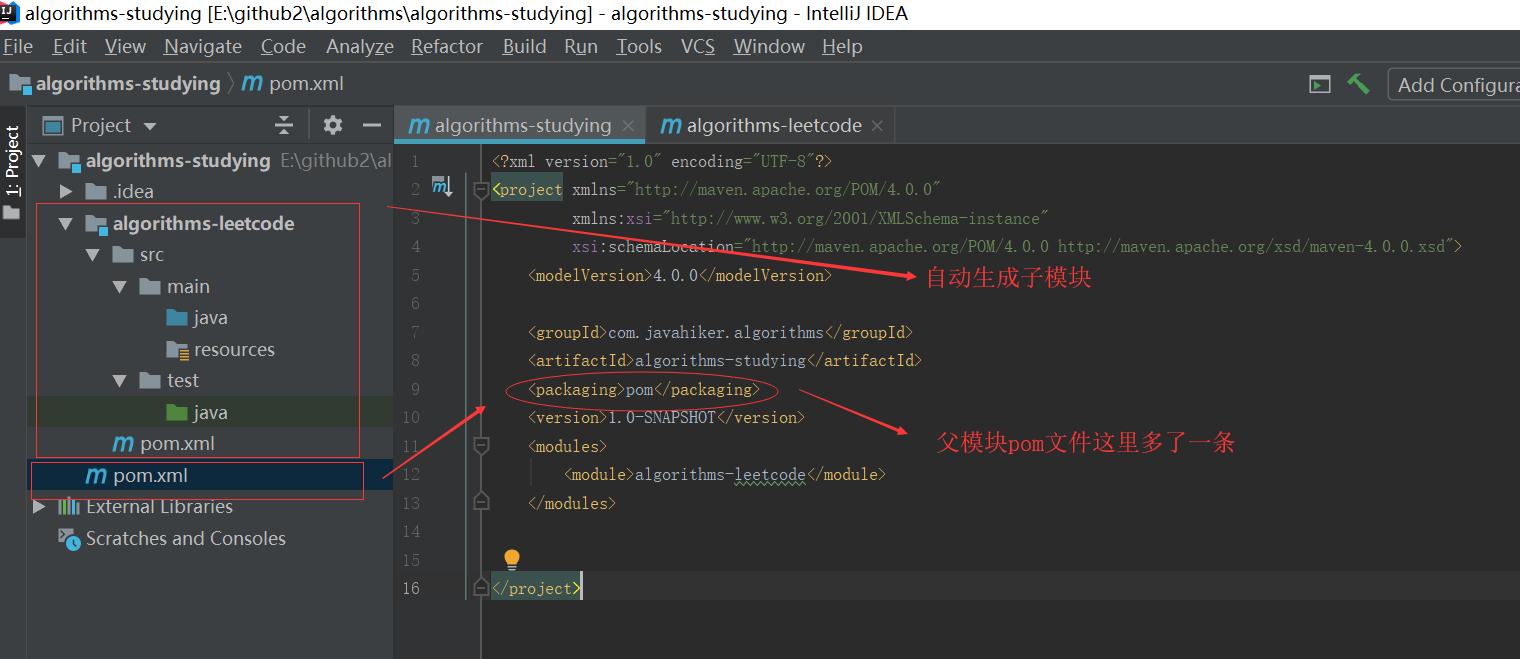 algorithms-studying [E:\github2\algorithms\algorithms-studying] - algorithms-studying - IntelliJ IDEA
File Edit View Navigate Code Analyze Refactor Build Run Tools VCS Window Help
algorithms-studying pom.xml
Add Configura
1: Project
Project
algorithms-studying
algorithms-leetcode
algorithms-studying E:\github2\al
.idea
algorithms-leetcode
src
main
java
resources
test
java
pom.xml
pom.xml
External Libraries
Scratches and Consoles
1 <?xml version="1.0" encoding="UTF-8"?>
2 <project xmlns="http://maven.apache.org/POM/4.0.0"
3 xmlns:xsi="http://www.w3.org/2001/XMLSchema-instance"
4 xsi:schemaLocation="http://maven.apache.org/POM/4.0.0 http://maven.apache.org/xsd/maven-4.0.0.xsd">
5 <modelVersion>4.0.0</modelVersion>
自动生成子模块
6
7 <groupId>com.javahiker.algorithms</groupId>
8 <artifactId>algorithms-studying</artifactId>
9 <packaging>pom</packaging>
10 <version>1.0-SNAPSHOT</version>
父模块pom文件这里多了一条
11 <modules>
12 <module>algorithms-leetcode</module>
13 </modules>
14
15
16 </project>